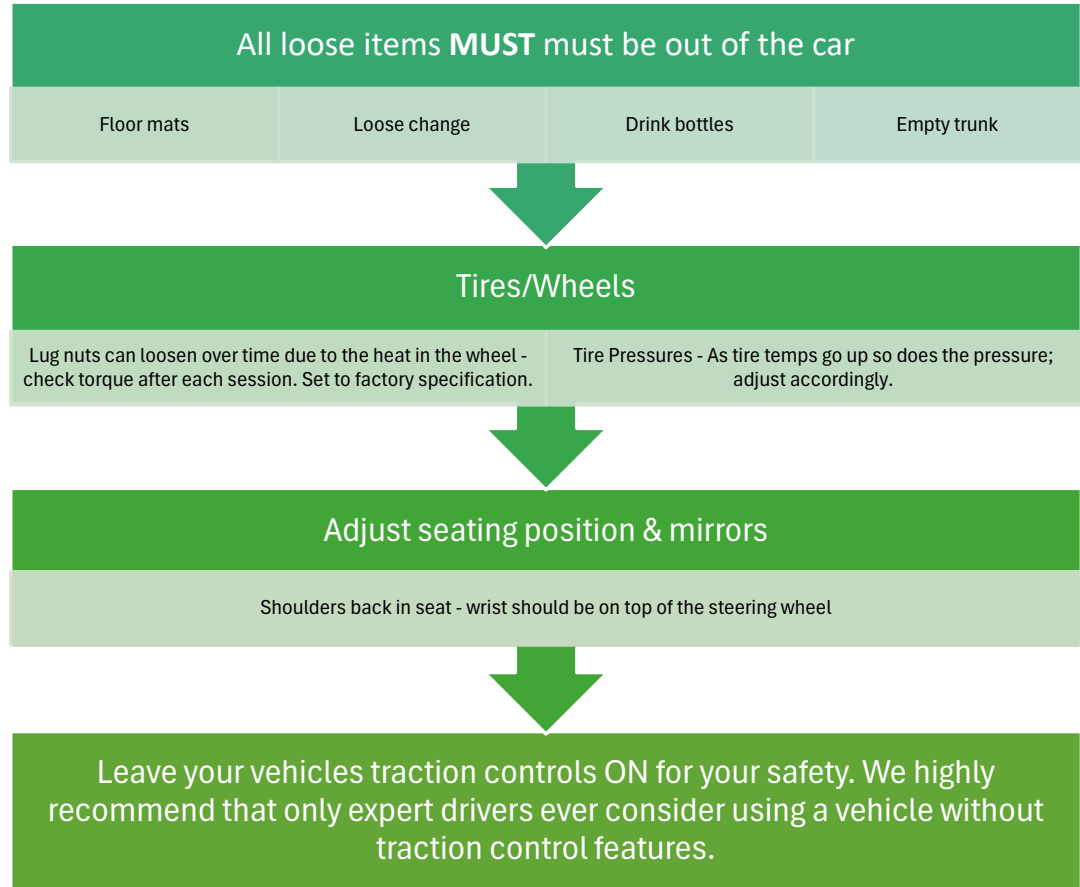 All loose items MUST must be out of the car
Floor mats
Loose change
Drink bottles
Empty trunk
Tires/Wheels
Lug nuts can loosen over time due to the heat in the wheel -
check torque after each session. Set to factory specification.
Tire Pressures - As tire temps go up so does the pressure;
adjust accordingly.
Adjust seating position & mirrors
Shoulders back in seat - wrist should be on top of the steering wheel
Leave your vehicles traction controls ON for your safety. We highly
recommend that only expert drivers ever consider using a vehicle without
traction control features.